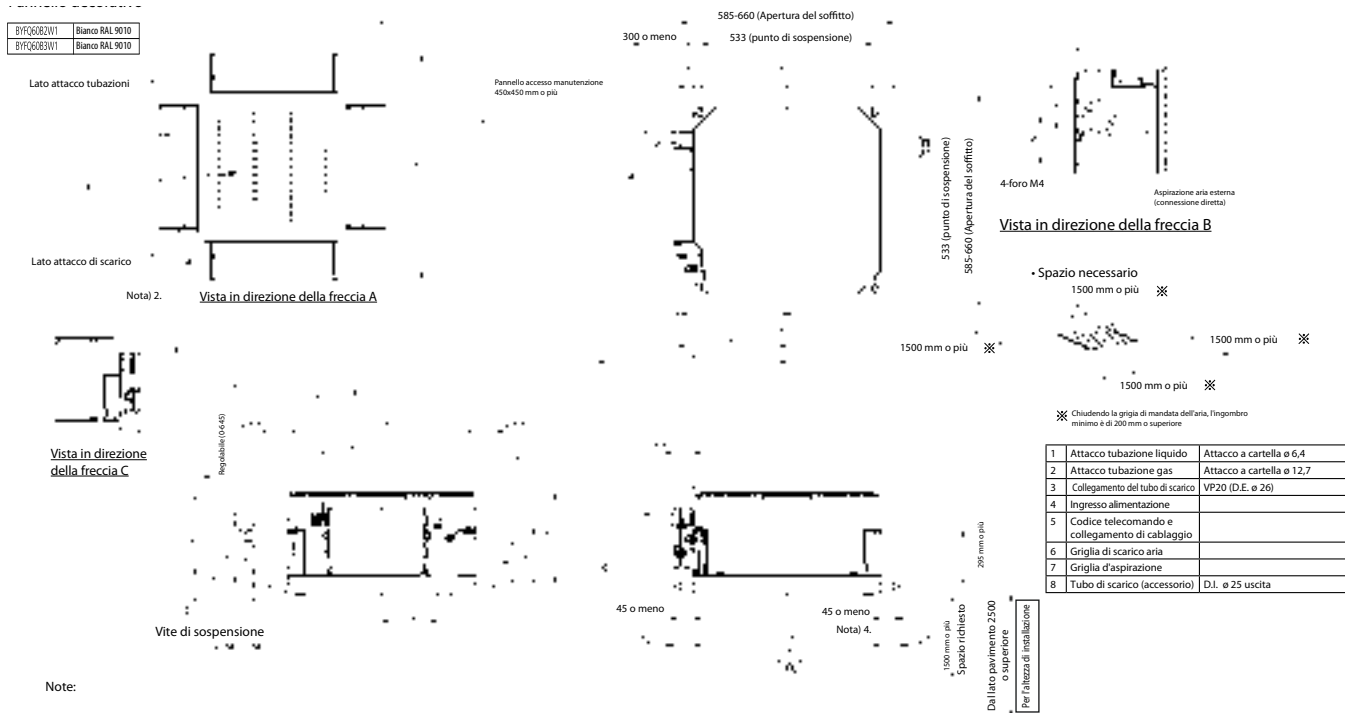 Pannello decorativo
BYFQ60B2W1 Bianco RAL 9010
BYFQ60B3W1 Bianco RAL 9010
585-660 (Apertura del soffitto)
300 o meno
533 (punto di sospensione)
Lato attacco tubazioni
Pannello accesso manutenzione
450x450 mm o più
533 (punto di sospensione)
585-660 (Apertura del soffitto)
4-foro M4
Aspirazione aria esterna
(connessione diretta)
Vista in direzione della freccia B
Lato attacco di scarico
Nota) 2.
Vista in direzione della freccia A
• Spazio necessario
1500 mm o più ※
1500 mm o più ※
1500 mm o più ※
1500 mm o più ※
※ Chiudendo la grigia di mandata dell'aria, l'ingombro
minimo è di 200 mm o superiore
Vista in direzione
della freccia C
Regolabile (0-645)
1 Attacco tubazione liquido Attacco a cartella ø 6,4
2 Attacco tubazione gas Attacco a cartella ø 12,7
3 Collegamento del tubo di scarico VP20 (D.E. ø 26)
4 Ingresso alimentazione
5 Codice telecomando e
collegamento di cablaggio
6 Griglia di scarico aria
7 Griglia d'aspirazione
8 Tubo di scarico (accessorio) D.I. ø 25 uscita
295 mm o più
45 o meno
45 o meno
Nota) 4.
1500 mm o più
Spazio richiesto
Dal lato pavimento 2500
o superiore
Per l'altezza di installazione
Vite di sospensione
Note: